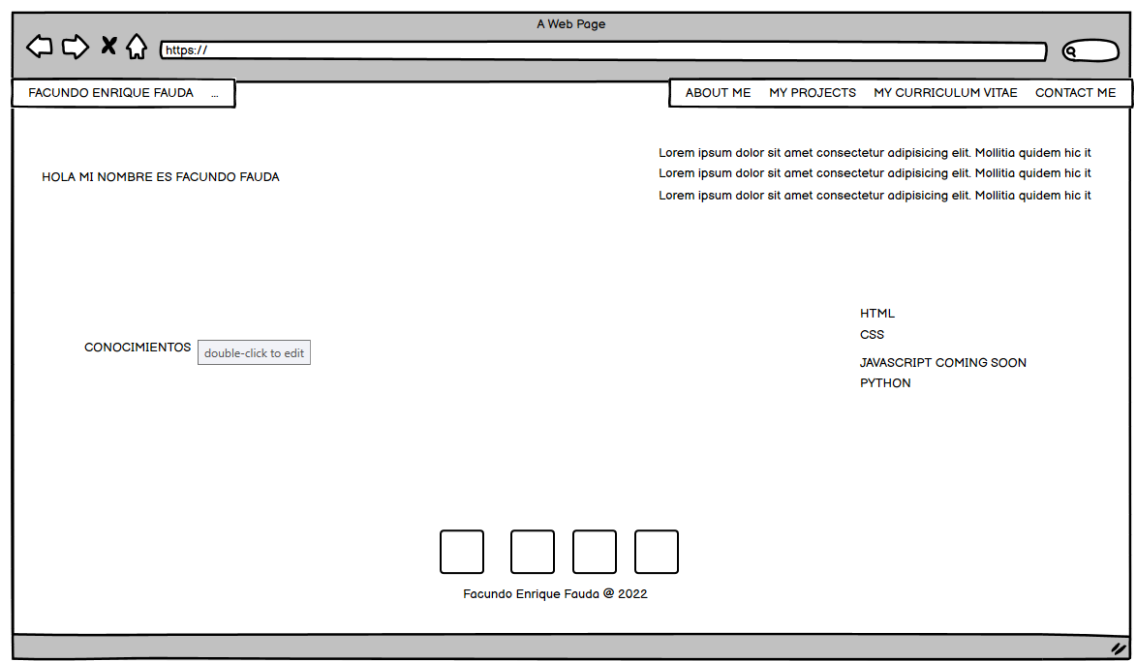 A Web Page
https://
FACUNDO ENRIQUE FAUDA ...
ABOUT ME MY PROJECTS MY CURRICULUM VITAE CONTACT ME
HOLA MI NOMBRE ES FACUNDO FAUDA
Lorem ipsum dolor sit amet consectetur adipisicing elit. Mollitia quidem hic it
Lorem ipsum dolor sit amet consectetur adipisicing elit. Mollitia quidem hic it
Lorem ipsum dolor sit amet consectetur adipisicing elit. Mollitia quidem hic it
CONOCIMIENTOS
double-click to edit
HTML
CSS
JAVASCRIPT COMING SOON
PYTHON
Facundo Enrique Fauda @ 2022